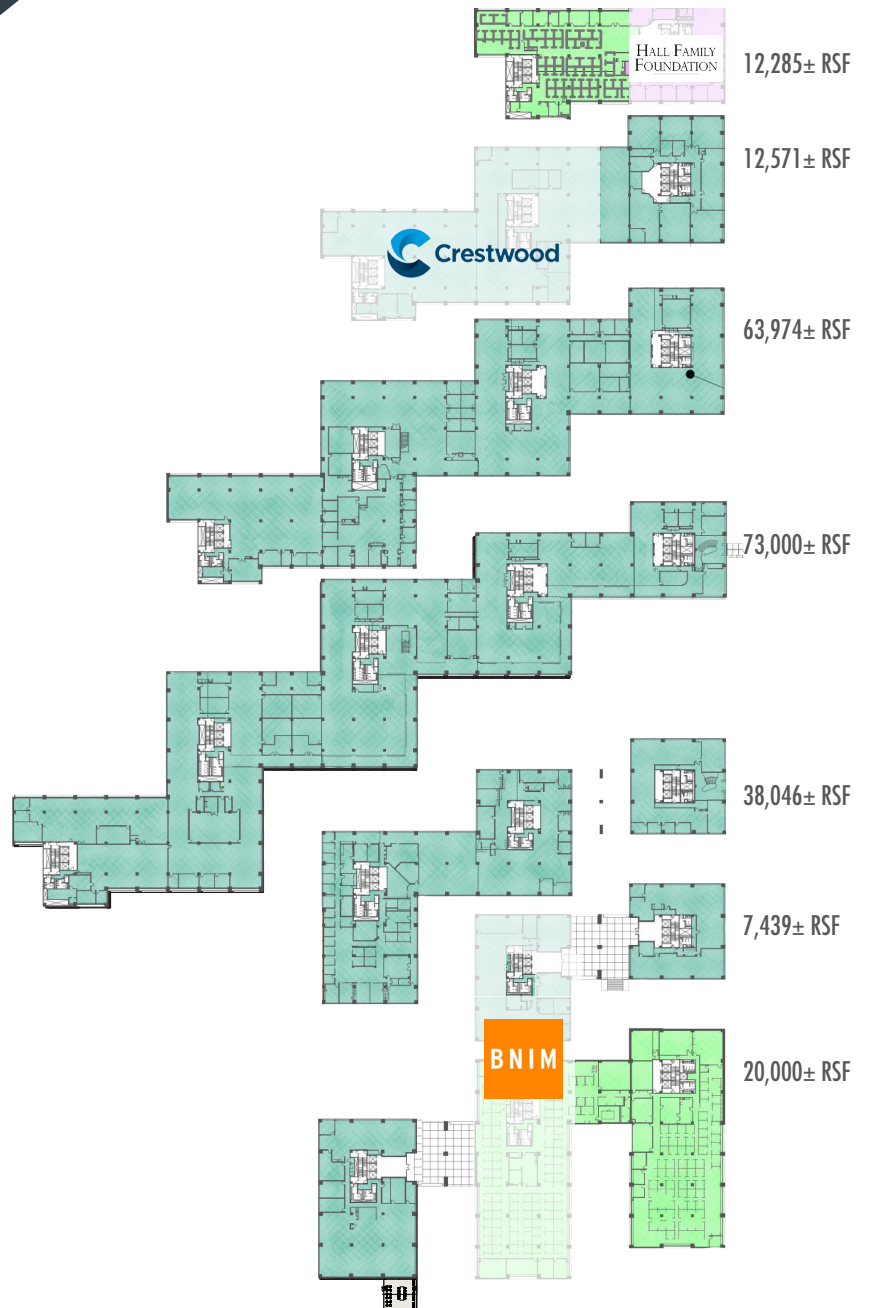 HALL FAMILY
FOUNDATION
12,285± RSF
12,571± RSF
Crestwood
63,974± RSF
73,000± RSF
38,046± RSF
7,439± RSF
BNIM
20,000± RSF